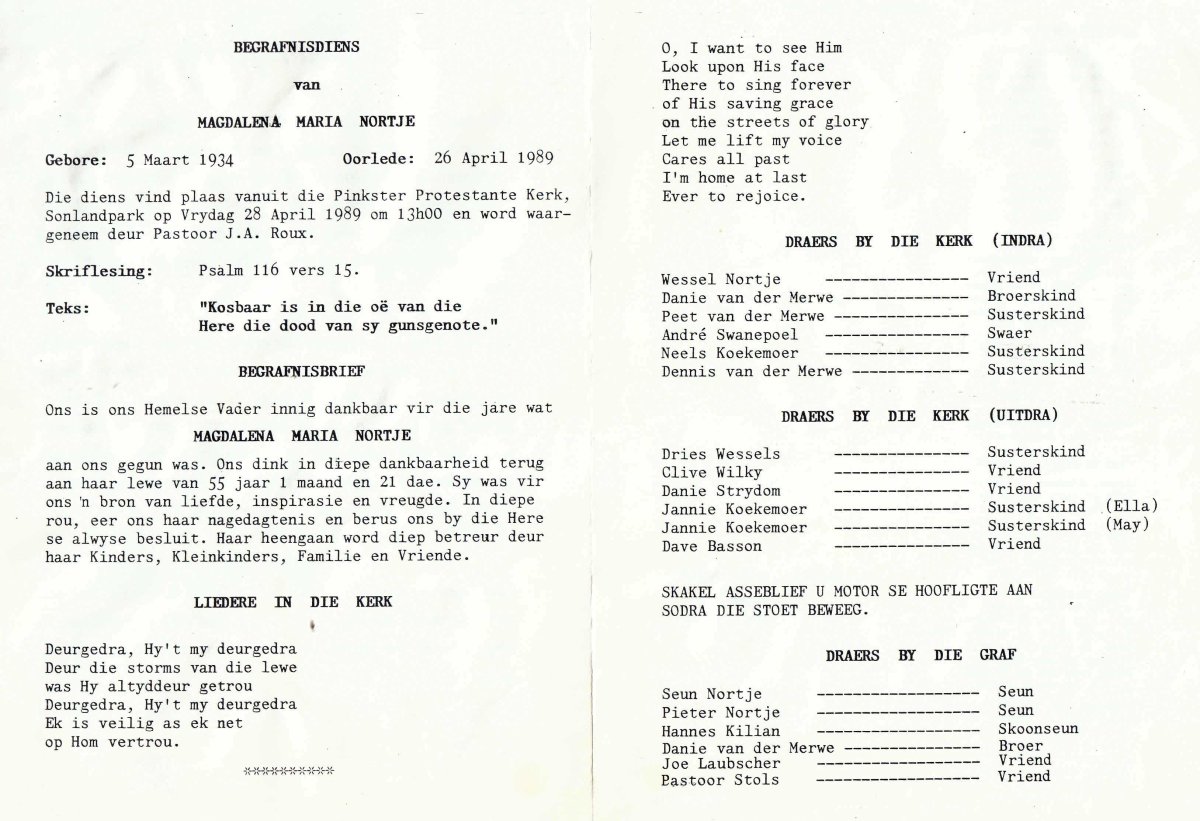 BEGRAFNISDIENS
van
MAGDALENA MARIA NORTJE
Gebore: 5 Maart 1934 Oorlede: 26 April 1989
Die diens vind plaas vanuit die Pinkster Protestante Kerk,
Sonlandpark op Vrydag 28 April 1989 om 13h00 en word waar-
geneem deur Pastoor J.A. Roux.
Skriflesing: Psalm 116 vers 15.
Teks: "Kosbaar is in die oë van die
Here die dood van sy gunsgenote."
BEGRAFNISBRIEF
Ons is ons Hemelse Vader innig dankbaar vir die jare wat
MAGDALENA MARIA NORTJE
aan ons gegun was. Ons dink in diepe dankbaarheid terug
aan haar lewe van 55 jaar 1 maand en 21 dae. Sy was vir
ons 'n bron van liefde, inspirasie en vreugde. In diepe
rou, eer ons haar nagedagtenis en berus ons by die Here
se alwyse besluit. Haar heengaan word diep betreur deur
haar Kinders, Kleinkinders, Familie en Vriende.
LIEDERE IN DIE KERK
Deurgedra, Hy't my deurgedra
Deur die storms van die lewe
was Hy altyddeur getrou
Deurgedra, Hy't my deurgedra
Ek is veilig as ek net
op Hom vertrou.
**********
O, I want to see Him
Look upon His face
There to sing forever
of His saving grace
on the streets of glory
Let me lift my voice
Cares all past
I'm home at last
Ever to rejoice.
DRAERS BY DIE KERK (INDRA)
Wessel Nortje ---------------- Vriend
Danie van der Merwe -------------- Broerskind
Peet van der Merwe --------------- Susterskind
André Swanepoel ---------------- Swaer
Neels Koekemoer ---------------- Susterskind
Dennis van der Merwe ------------- Susterskind
DRAERS BY DIE KERK (UITDRA)
Dries Wessels --------------- Susterskind
Clive Wilky --------------- Vriend
Danie Strydom --------------- Vriend
Jannie Koekemoer --------------- Susterskind (Ella)
Jannie Koekemoer --------------- Susterskind (May)
Dave Basson --------------- Vriend
SKAKEL ASSEBLIEF U MOTOR SE HOOFLIGTE AAN
SODRA DIE STOET BEWEEG.
DRAERS BY DIE GRAF
Seun Nortje ------------------ Seun
Pieter Nortje ------------------ Seun
Hannes Kilian ------------------ Skoonseun
Danie van der Merwe --------------- Broer
Joe Laubscher ------------------ Vriend
Pastoor Stols ------------------ Vriend